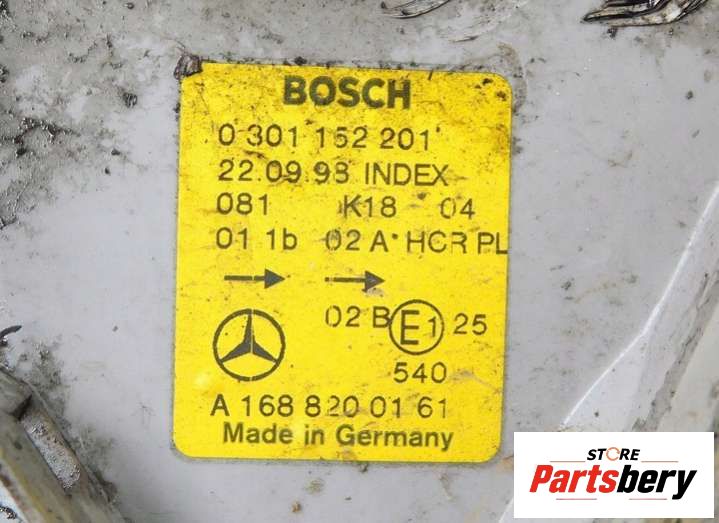 BOSCH
0 301 152 201
22.09.98 INDEX
081 K18 04
01 1b 02 A HCR PL
02 B E1 25
540
A 168 820 01 61
Made in Germany
STORE
Partsbery